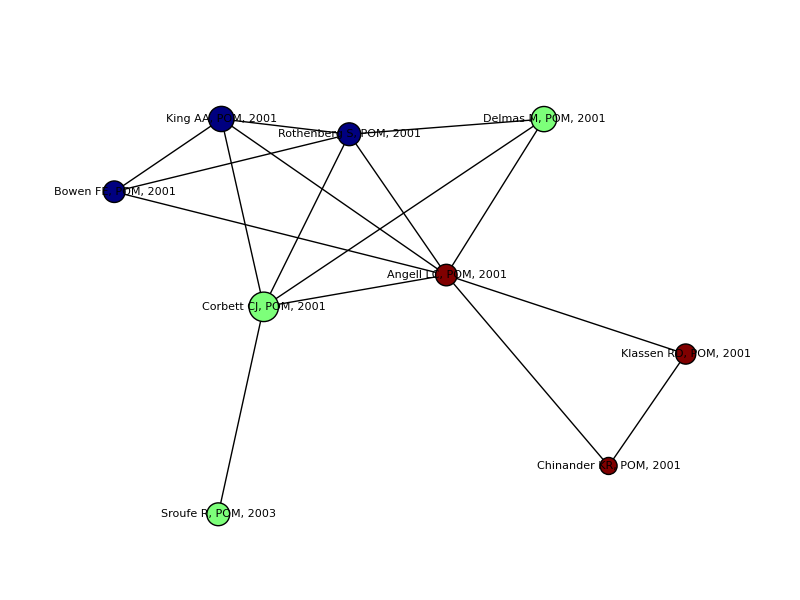 King AA, POM, 2001
Delmas M, POM, 2001
Rothenberg S, POM, 2001
Bowen FE, POM, 2001
Angell LC, POM, 2001
Corbett CJ, POM, 2001
Klassen RD, POM, 2001
Chinander KR, POM, 2001
Sroufe R, POM, 2003